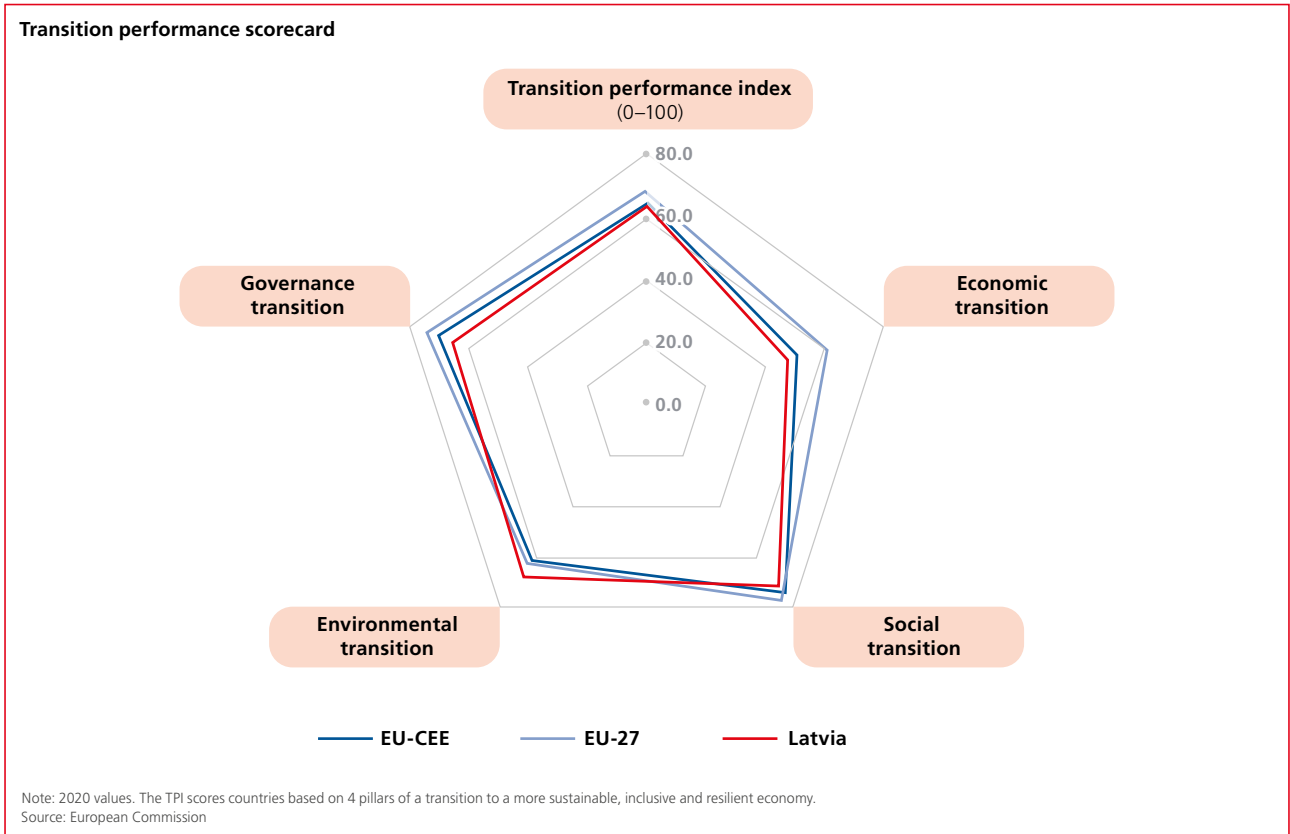 Transition performance scorecard
Transition performance index
(0–100)
80.0
60.0
40.0
20.0
0.0
Governance
transition
Economic
transition
Environmental
transition
Social
transition
EU-CEE
EU-27
Latvia
Note: 2020 values. The TPI scores countries based on 4 pillars of a transition to a more sustainable, inclusive and resilient economy.
Source: European Commission